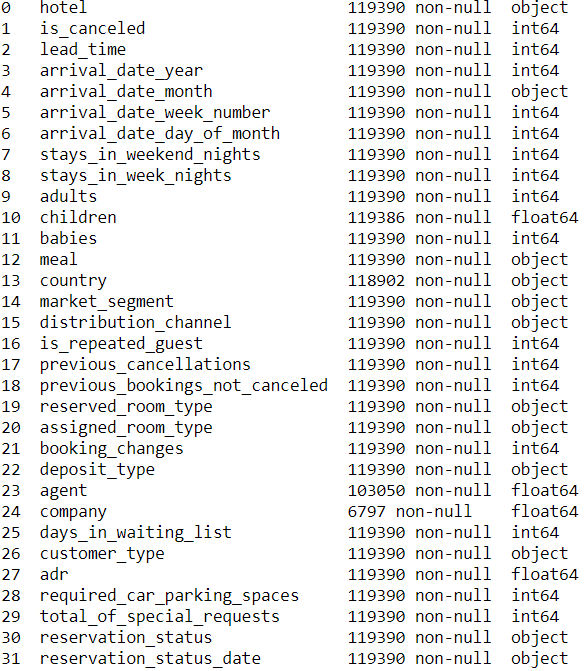 0 hotel 119390 non-null object
1 is_canceled 119390 non-null int64
2 lead_time 119390 non-null int64
3 arrival_date_year 119390 non-null int64
4 arrival_date_month 119390 non-null object
5 arrival_date_week_number 119390 non-null int64
6 arrival_date_day_of_month 119390 non-null int64
7 stays_in_weekend_nights 119390 non-null int64
8 stays_in_week_nights 119390 non-null int64
9 adults 119390 non-null int64
10 children 119386 non-null float64
11 babies 119390 non-null int64
12 meal 119390 non-null object
13 country 118902 non-null object
14 market_segment 119390 non-null object
15 distribution_channel 119390 non-null object
16 is_repeated_guest 119390 non-null int64
17 previous_cancellations 119390 non-null int64
18 previous_bookings_not_canceled 119390 non-null int64
19 reserved_room_type 119390 non-null object
20 assigned_room_type 119390 non-null object
21 booking_changes 119390 non-null int64
22 deposit_type 119390 non-null object
23 agent 103050 non-null float64
24 company 6797 non-null float64
25 days_in_waiting_list 119390 non-null int64
26 customer_type 119390 non-null object
27 adr 119390 non-null float64
28 required_car_parking_spaces 119390 non-null int64
29 total_of_special_requests 119390 non-null int64
30 reservation_status 119390 non-null object
31 reservation_status_date 119390 non-null object